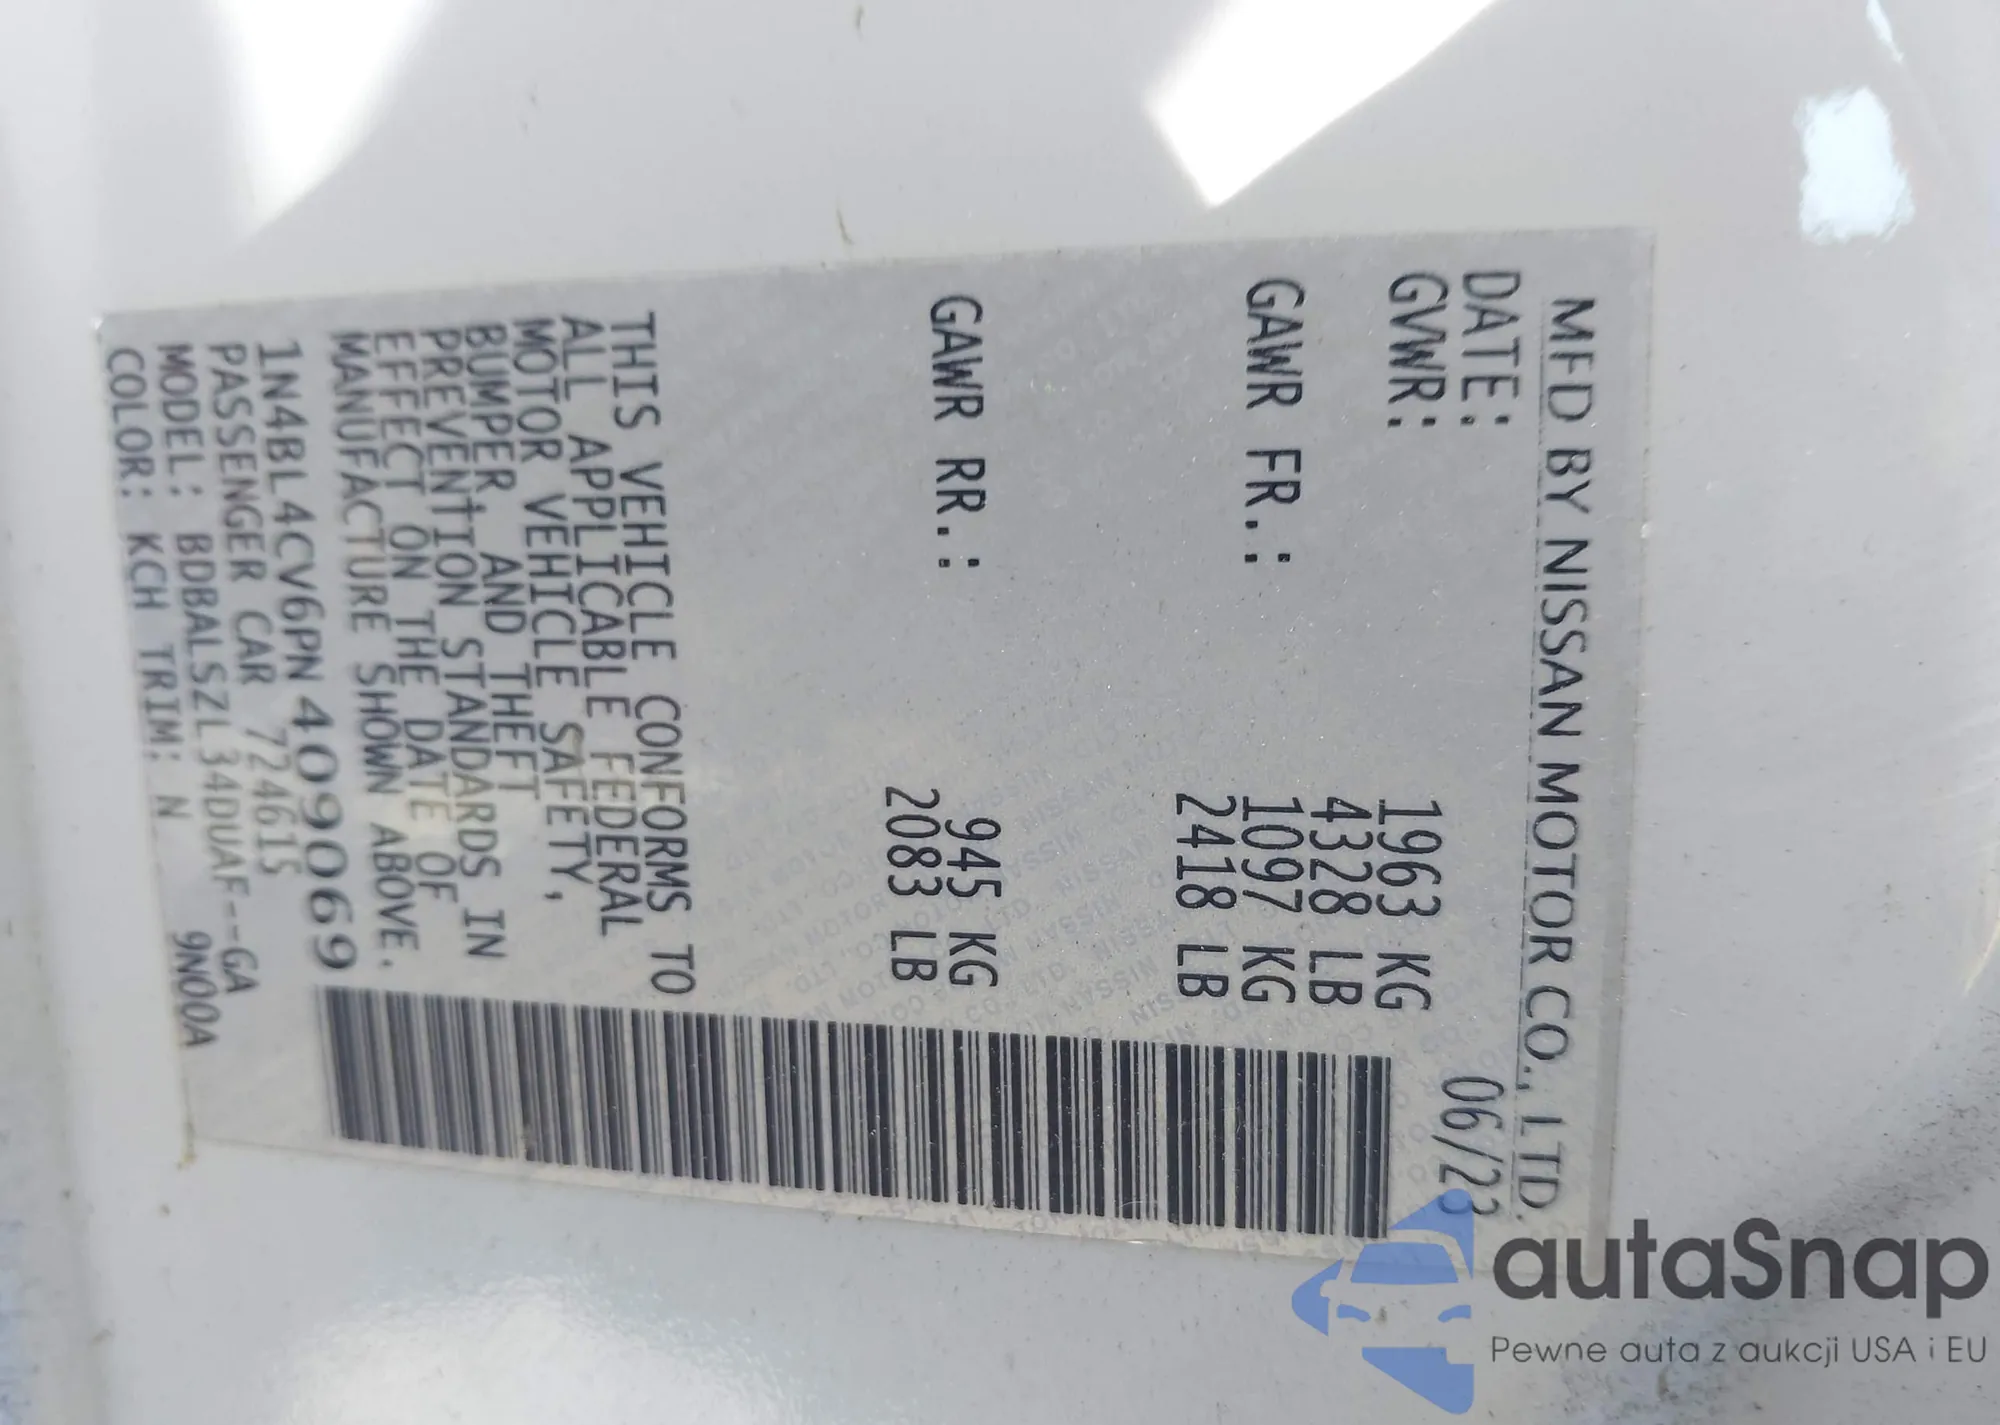 MFD BY NISSAN MOTOR CO., LTD.
DATE: 06/23
GVWR: 1963 KG
4328 LB
GAWR FR.: 1097 KG
2418 LB
GAWR RR.: 945 KG
2083 LB
THIS VEHICLE CONFORMS TO
ALL APPLICABLE FEDERAL
MOTOR VEHICLE SAFETY,
BUMPER, AND THEFT
PREVENTION STANDARDS IN
EFFECT ON THE DATE OF
MANUFACTURE SHOWN ABOVE.
1N4BL4CV6PN409069
PASSENGER CAR 724615
MODEL: BDBALSZL34DUAF--GA
COLOR: KCH TRIM: N 9N00A
autaSnap
Pewne auta z aukcji USA i EU